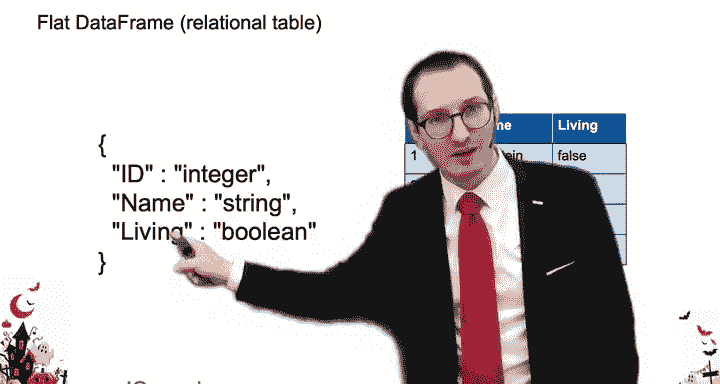 Flat DataFrame (relational table)
{
"ID" : "integer",
"Name" : "string",
"Living" : "boolean"
}
Living
1 false